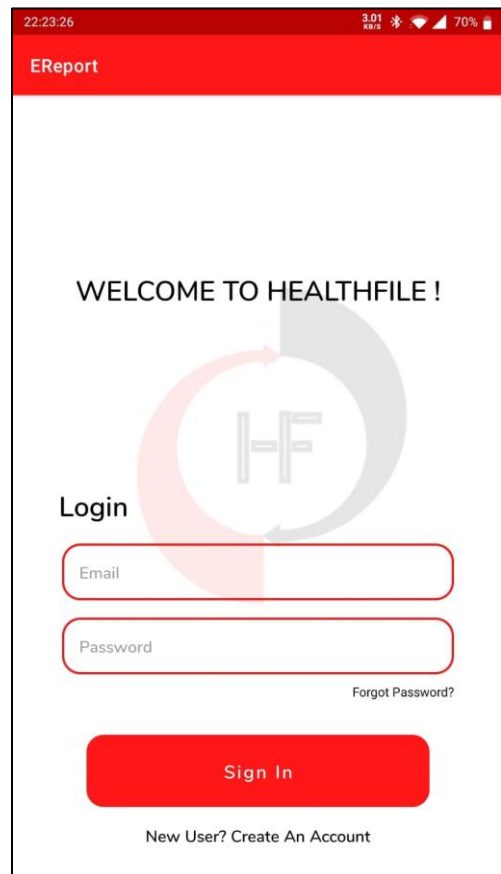 22:23:26 3.01 KB/S 70%
EReport
WELCOME TO HEALTHFILE !
HF
Login
Email
Password
Forgot Password?
Sign In
New User? Create An Account